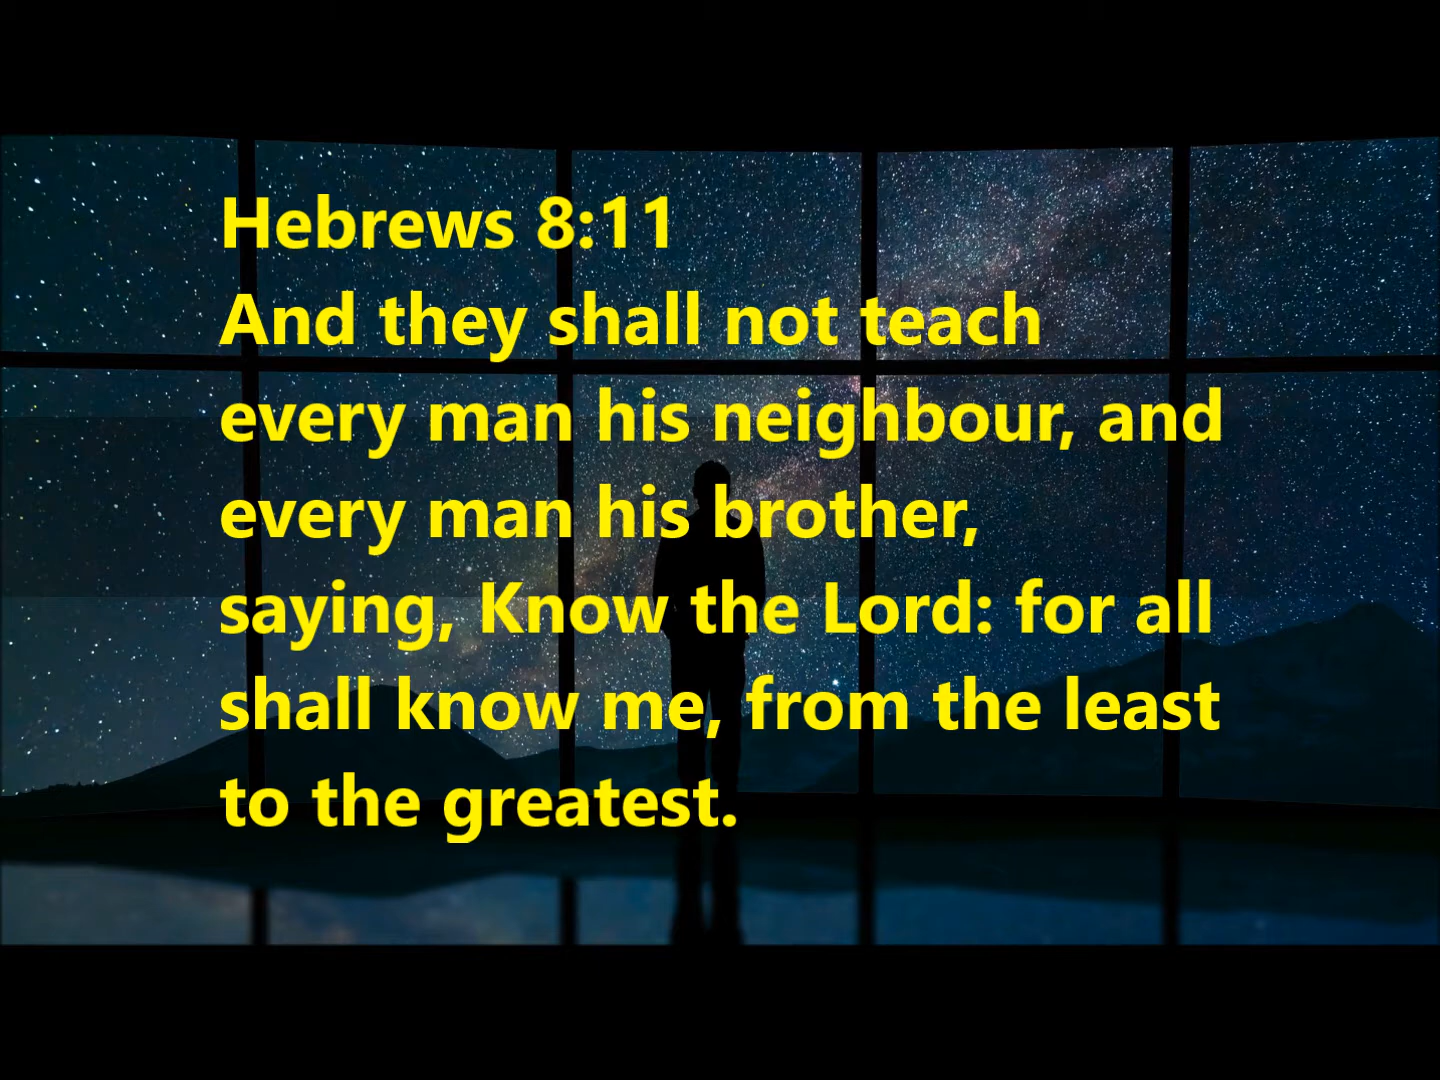 Hebrews 8:11
And they shall not teach
every man his neighbour, and
every man his brother,
saying, Know the Lord: for all
shall know me, from the least
to the greatest.